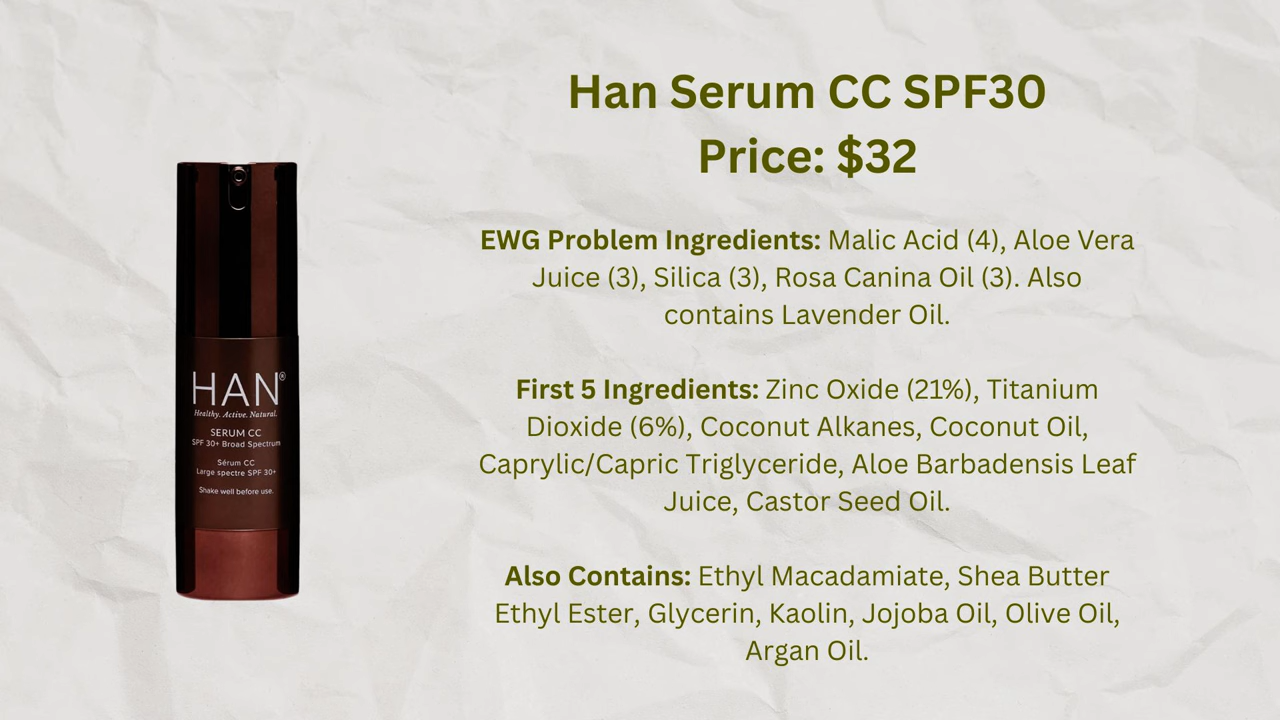 Han Serum CC SPF30
Price: $32
EWG Problem Ingredients: Malic Acid (4), Aloe Vera
Juice (3), Silica (3), Rosa Canina Oil (3). Also
contains Lavender Oil.
First 5 Ingredients: Zinc Oxide (21%), Titanium
Dioxide (6%), Coconut Alkanes, Coconut Oil,
Caprylic/Capric Triglyceride, Aloe Barbadensis Leaf
Juice, Castor Seed Oil.
Also Contains: Ethyl Macadamiate, Shea Butter
Ethyl Ester, Glycerin, Kaolin, Jojoba Oil, Olive Oil,
Argan Oil.
HAN®
Healthy. Active. Natural.
SERUM CC
SPF 30+ Broad Spectrum
Sérum CC
Large spectre SPF 30+
Shake well before use.